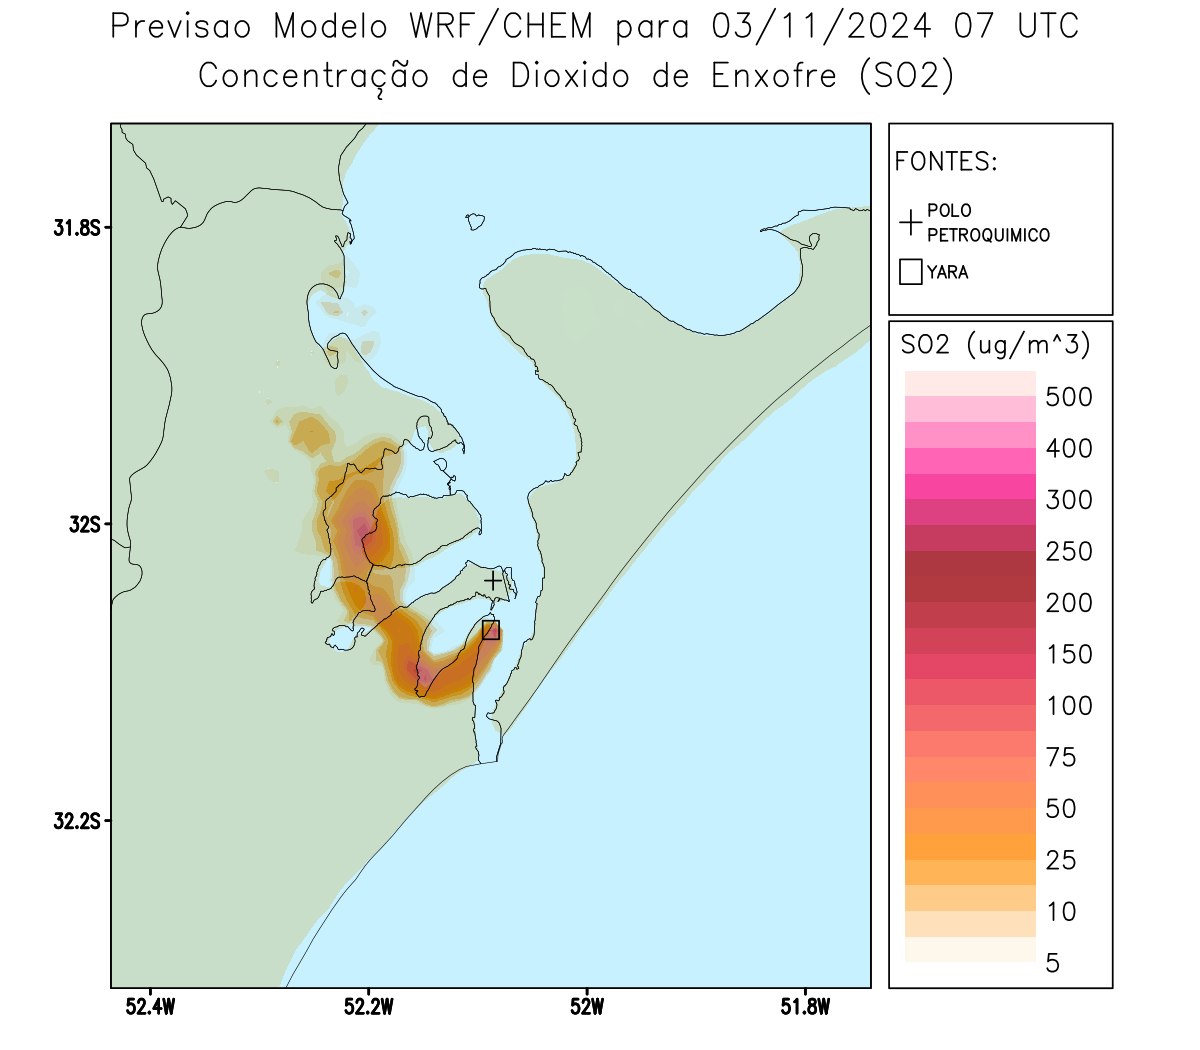 Previsao Modelo WRF/CHEM para 03/11/2024 07 UTC
Concentração de Dioxido de Enxofre (SO2)
FONTES:
POLO
PETROQUIMICO
YARA
SO2 (ug/m^3)
500
400
300
250
200
150
100
75
50
25
10
5
31.8S
32S
32.2S
52.4W
52.2W
52W
51.8W